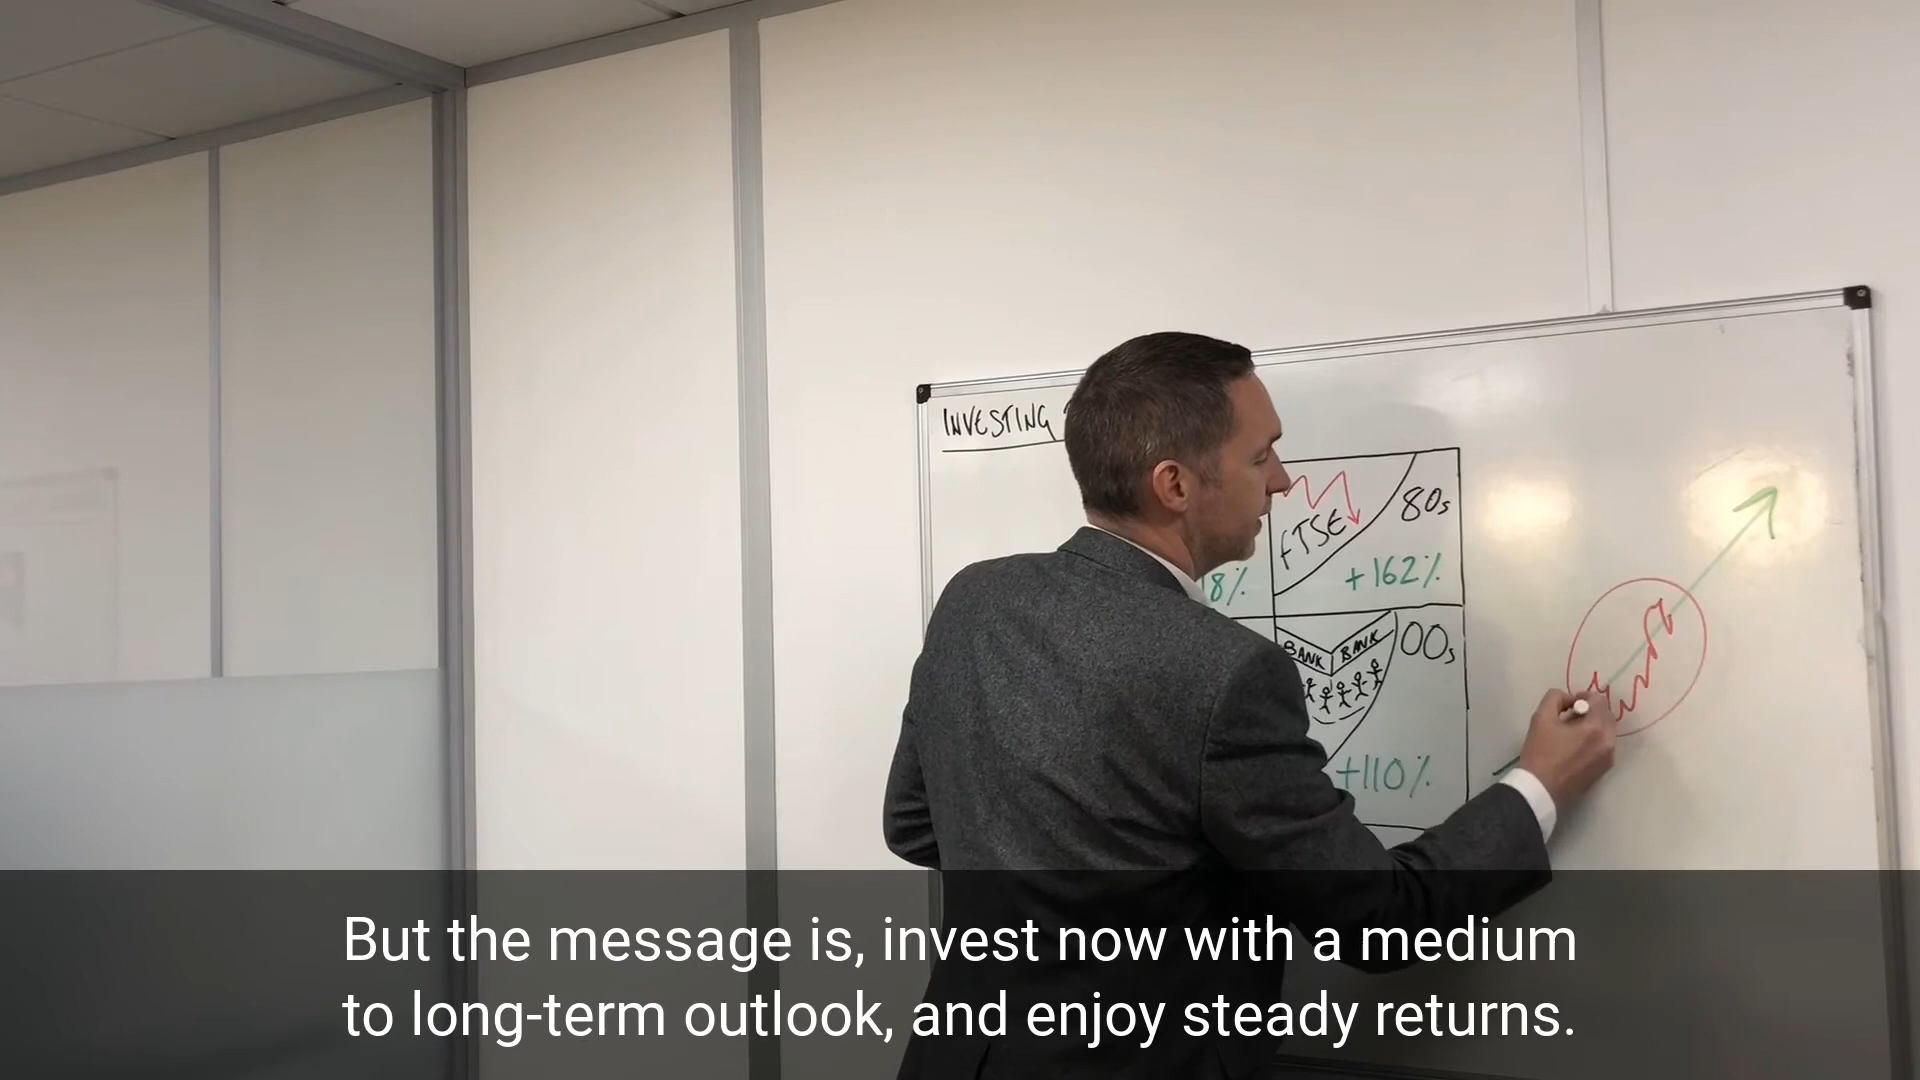 INVESTING
FTSE
80s
8%
+162%
BANK BANK
00s
+110%
But the message is, invest now with a medium
to long-term outlook, and enjoy steady returns.